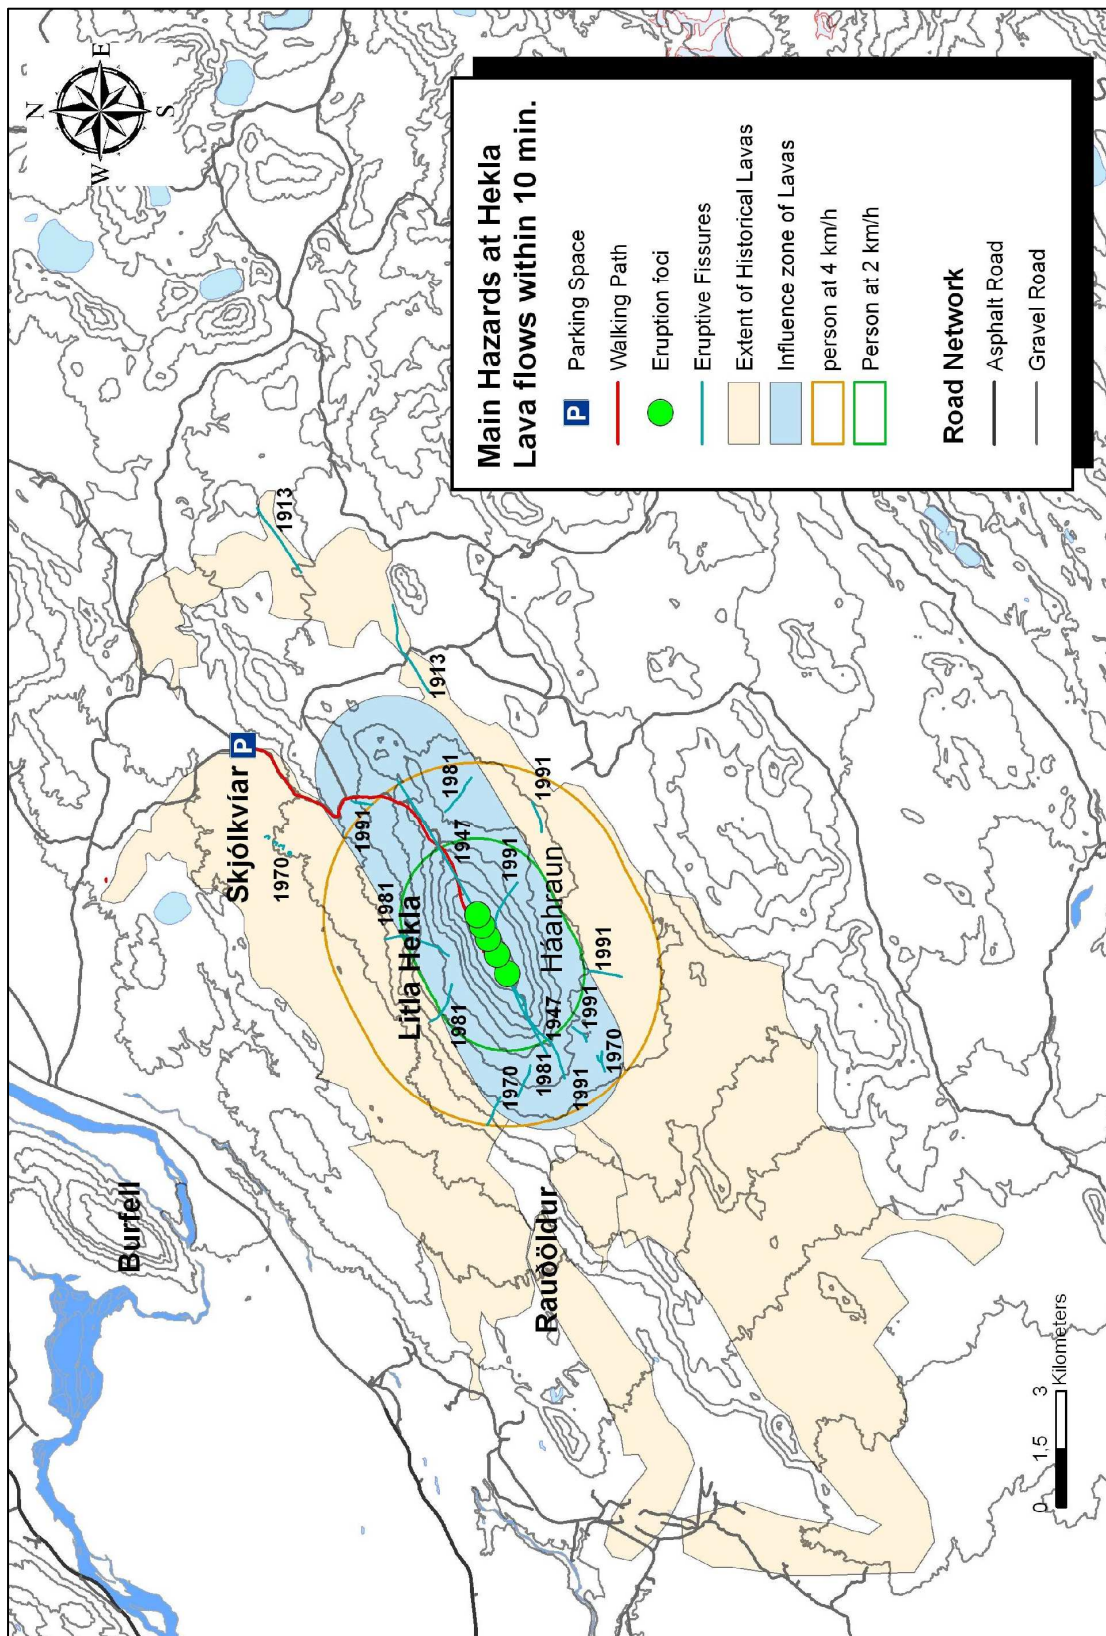 N
E
S
W
Main Hazards at Hekla
Lava flows within 10 min.
P Parking Space
Walking Path
Eruption foci
Eruptive Fissures
Extent of Historical Lavas
Influence zone of Lavas
person at 4 km/h
Person at 2 km/h
Road Network
Asphalt Road
Gravel Road
Burfell
Skjólkvíar
P
1970
1913
1913
Litla Hekla
1981
1991
1981
1947
1991
1991
1981
Háahraun
1991
1947
1991
1970
1981
1991
1970
Rauðöldur
0 1,5 3
Kilometers